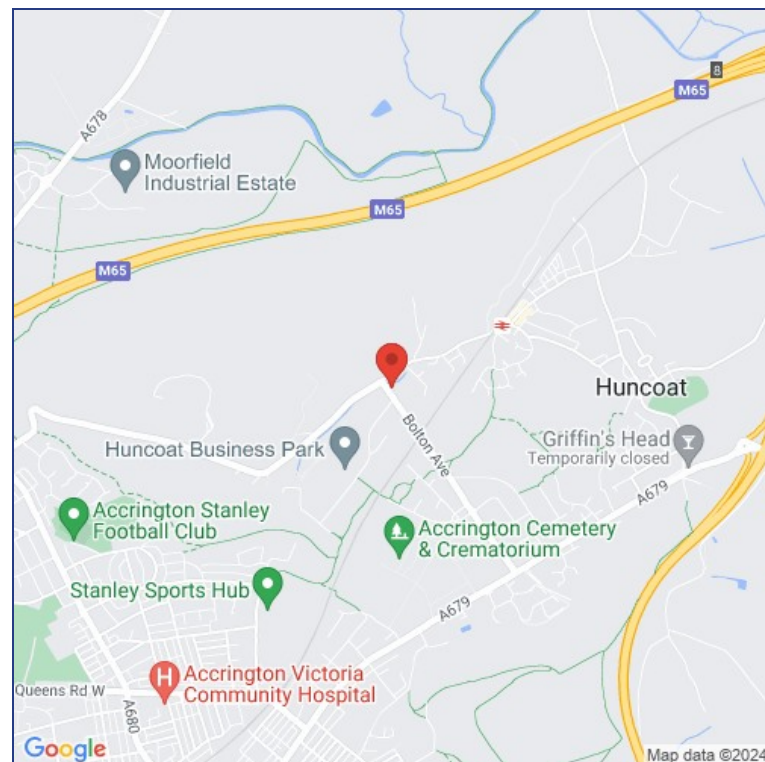 8
M65
A678
Moorfield
Industrial Estate
M65
M65
Huncoat
Bolton Ave
Griffin's Head
Temporarily closed
Huncoat Business Park
A679
Accrington Stanley
Football Club
Accrington Cemetery
& Crematorium
Stanley Sports Hub
A679
Accrington Victoria
Community Hospital
H
Queens Rd W
A680
Google
Map data ©2024